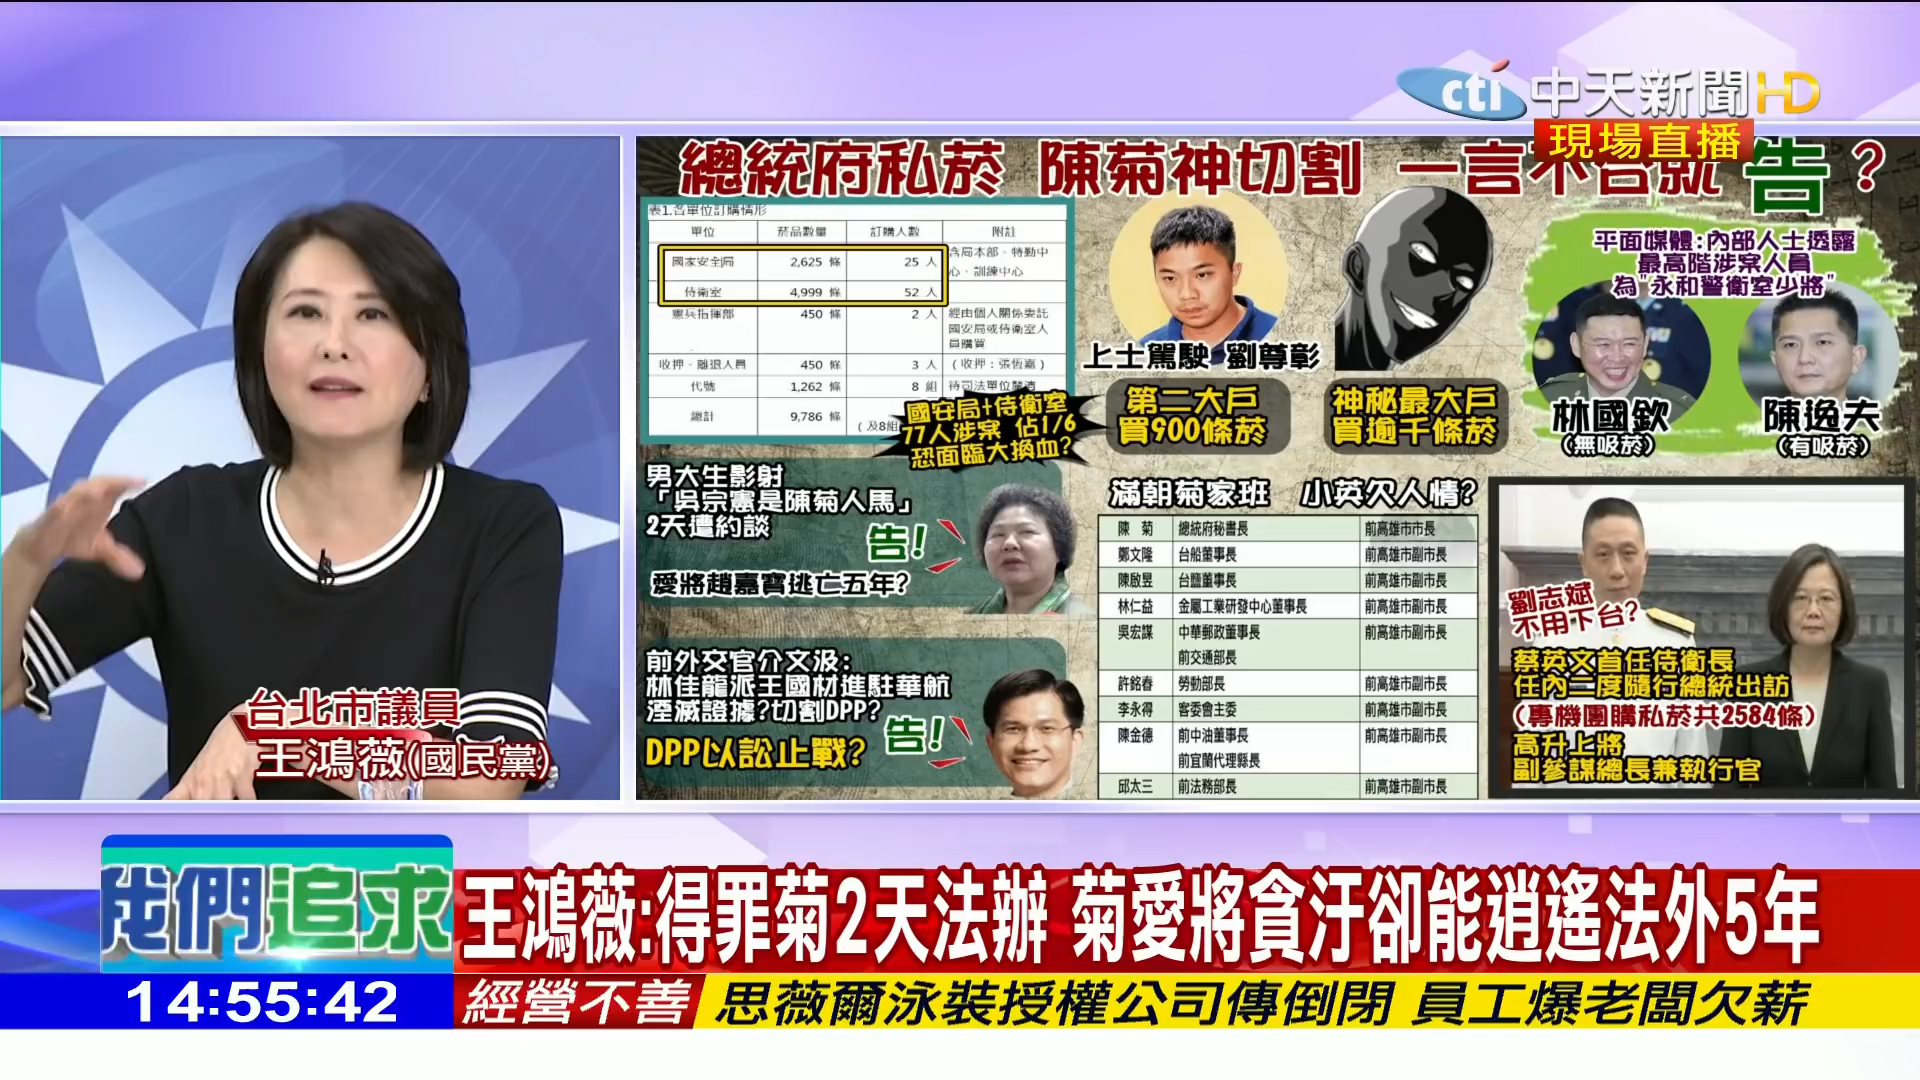 cti 中天新聞HD
現場直播
總統府私菸 陳菊神切割 一言不合就 告 ?
表1.各單位訂購情形
單位 菸品數量 訂購人數 附註
國家安全局 2,625 條 25 人 含局本部、特勤中心、訓練中心
侍衛室 4,999 條 52 人
憲兵指揮部 450 條 2 人 經由個人關係委託國安局或侍衛室人員購買
收押、離退人員 450 條 3 人 (收押:張恆嘉)
代號 1,262 條 8 組 待司法單位釐清
總計 9,786 條 (及8組
國安局+侍衛室
77人涉案 佔1/6
恐面臨大換血?
上士駕駛 劉尊彰
第二大戶
買900條菸
神秘最大戶
買逾千條菸
平面媒體:內部人士透露
最高階涉案人員
為"永和警衛室少將"
林國欽
(無吸菸)
陳逸夫
(有吸菸)
男大生影射
「吳宗憲是陳菊人馬」
2天遭約談
告!
愛將趙嘉寶逃亡五年?
前外交官介文汲:
林佳龍派王國材進駐華航
湮滅證據?切割DPP?
告!
DPP以訟止戰?
滿朝菊家班 小英欠人情?
陳 菊 總統府秘書長 前高雄市市長
鄭文隆 台船董事長 前高雄市副市長
陳啟昱 台鹽董事長 前高雄市副市長
林仁益 金屬工業研發中心董事長 前高雄市副市長
吳宏謀 中華郵政董事長 前高雄市副市長
前交通部長
許銘春 勞動部長 前高雄市副市長
李永得 客委會主委 前高雄市副市長
陳金德 前中油董事長 前高雄市副市長
前宜蘭代理縣長
邱太三 前法務部長 前高雄市副市長
劉志斌
不用下台?
蔡英文首任侍衛長
任內二度隨行總統出訪
(專機團購私菸共2584條)
高升上將
副參謀總長兼執行官
台北市議員
王鴻薇(國民黨)
我們追求
王鴻薇:得罪菊2天法辦 菊愛將貪汙卻能逍遙法外5年
14:55:42
經營不善 思薇爾泳裝授權公司傳倒閉 員工爆老闆欠薪